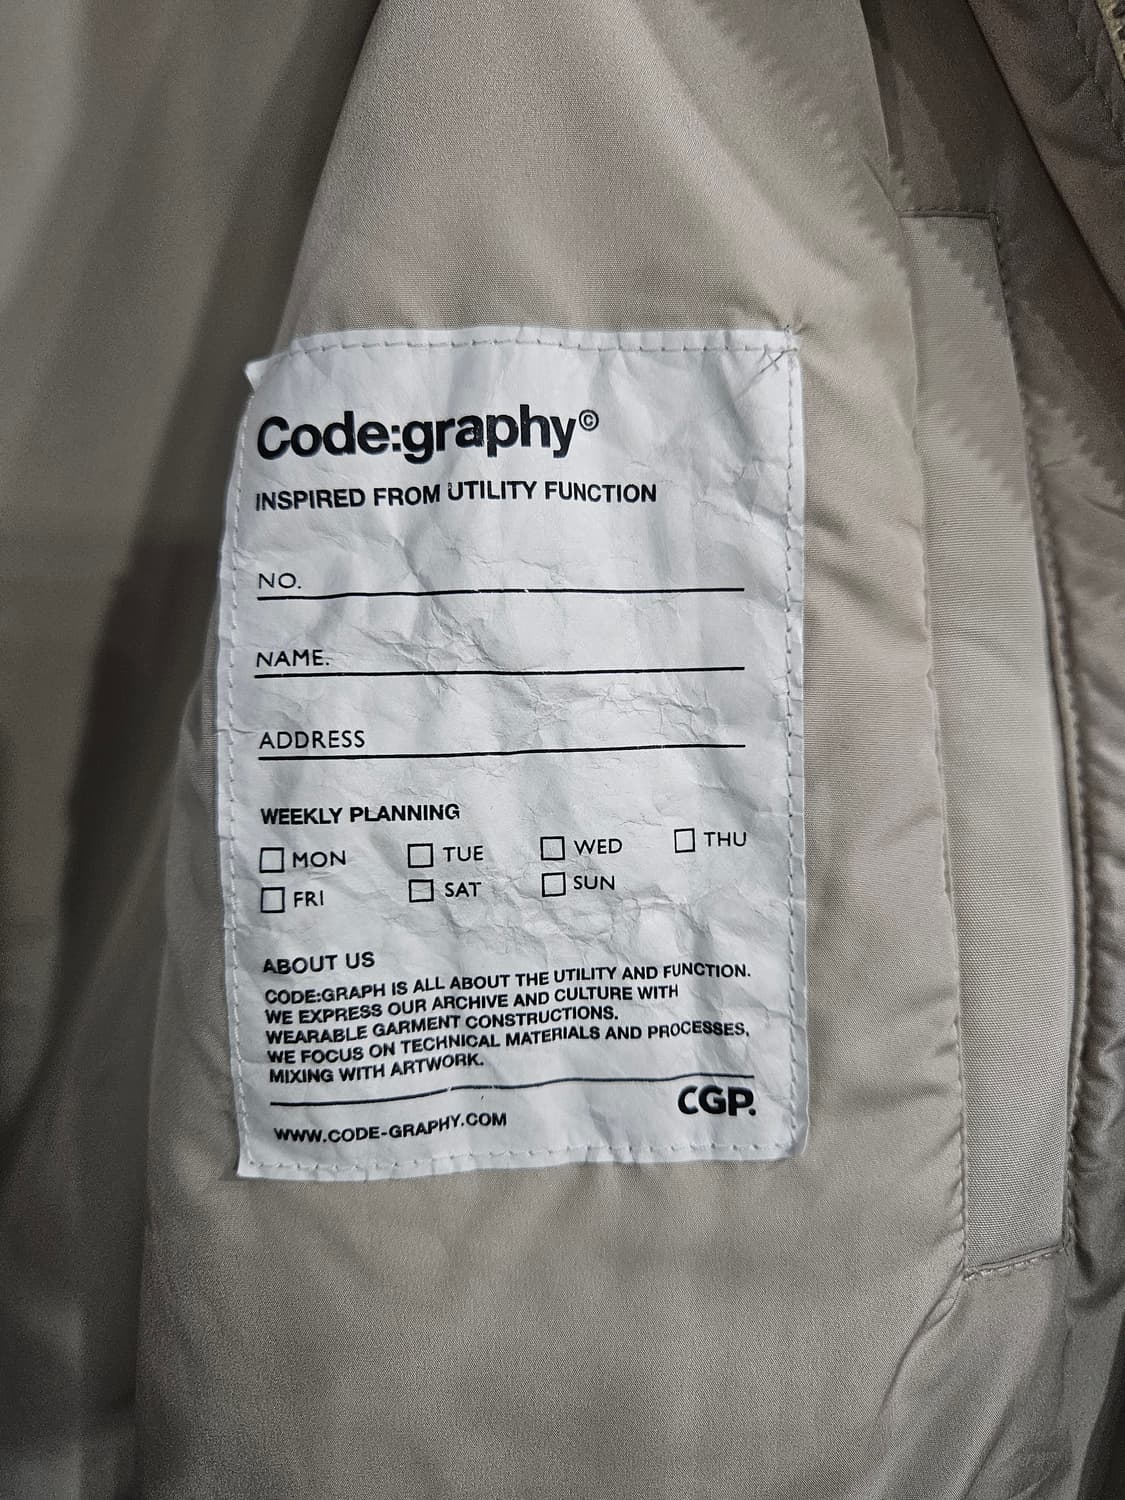 Code:graphy©
INSPIRED FROM UTILITY FUNCTION
NO.
NAME.
ADDRESS
WEEKLY PLANNING
MON TUE WED THU
FRI SAT SUN
ABOUT US
CODE:GRAPH IS ALL ABOUT THE UTILITY AND FUNCTION.
WE EXPRESS OUR ARCHIVE AND CULTURE WITH
WEARABLE GARMENT CONSTRUCTIONS.
WE FOCUS ON TECHNICAL MATERIALS AND PROCESSES,
MIXING WITH ARTWORK.
CGP.
WWW.CODE-GRAPHY.COM